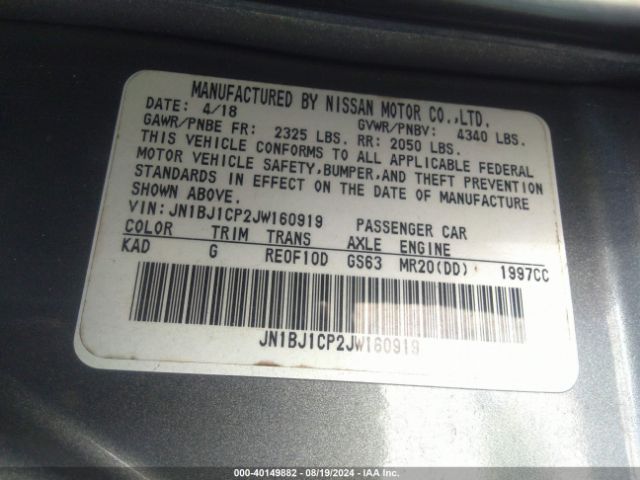 MANUFACTURED BY NISSAN MOTOR CO.,LTD.
DATE: 4/18 GVWR/PNBV: 4340 LBS.
GAWR/PNBE FR: 2325 LBS. RR: 2050 LBS.
THIS VEHICLE CONFORMS TO ALL APPLICABLE FEDERAL
MOTOR VEHICLE SAFETY,BUMPER,AND THEFT PREVENTION
STANDARDS IN EFFECT ON THE DATE OF MANUFACTURE
SHOWN ABOVE.
VIN:JN1BJ1CP2JW160919 PASSENGER CAR
COLOR TRIM TRANS AXLE ENGINE
KAD G RE0F10D GS63 MR20(DD) 1997CC
JN1BJ1CP2JW160919
000-40149882 - 08/19/2024 - IAA Inc.